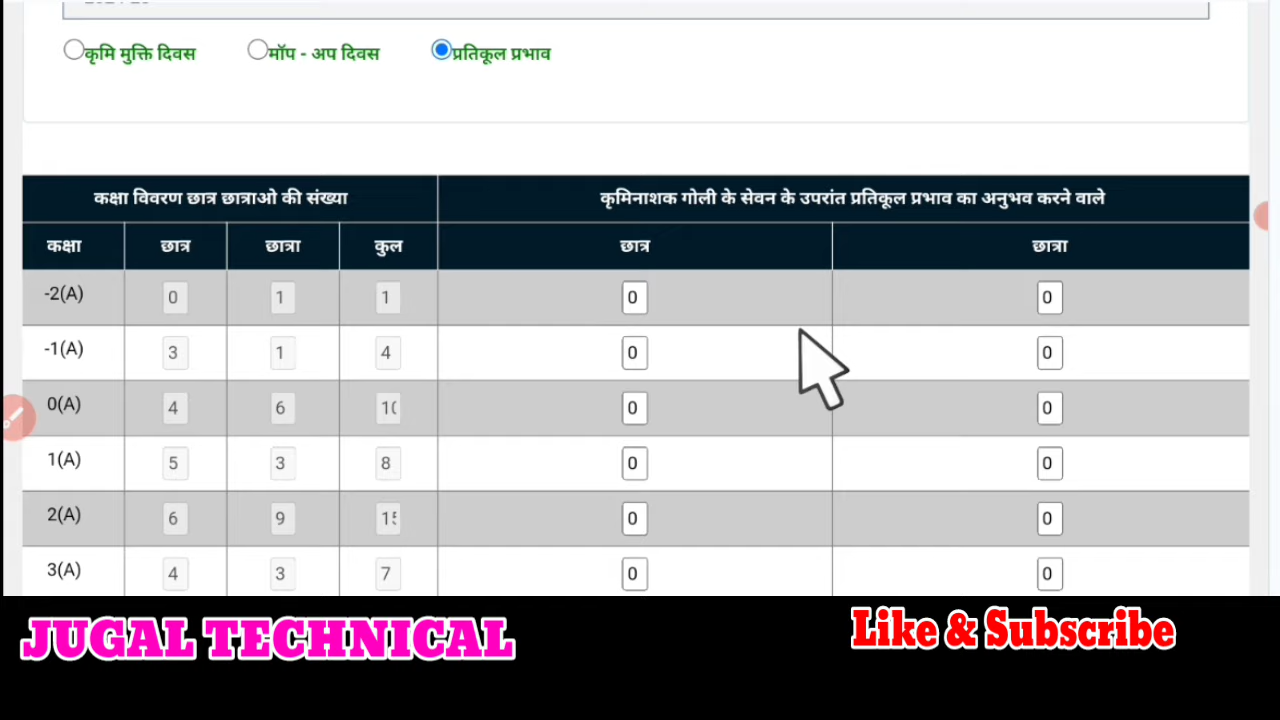 कृमि मुक्ति दिवस मॉप - अप दिवस प्रतिकूल प्रभाव
कक्षा विवरण छात्र छात्राओ की संख्या कृमिनाशक गोली के सेवन के उपरांत प्रतिकूल प्रभाव का अनुभव करने वाले
कक्षा छात्र छात्रा कुल छात्र छात्रा
-2(A) 0 1 1 0 0
-1(A) 3 1 4 0 0
0(A) 4 6 10 0 0
1(A) 5 3 8 0 0
2(A) 6 9 15 0 0
3(A) 4 3 7 0 0
JUGAL TECHNICAL Like & Subscribe